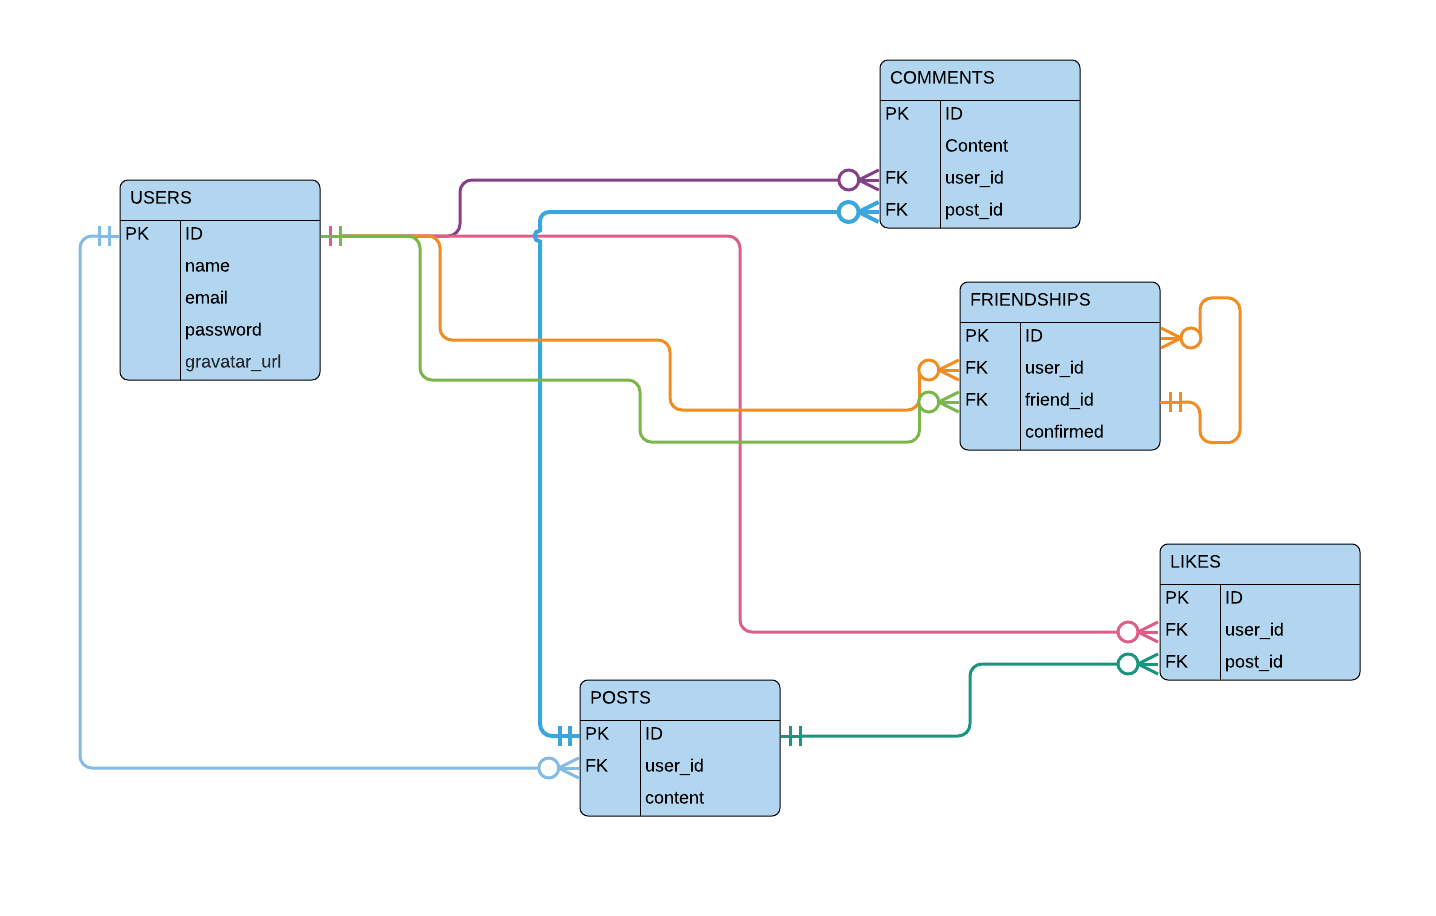 COMMENTS
PK ID
Content
FK user_id
FK post_id
USERS
PK ID
name
email
password
gravatar_url
FRIENDSHIPS
PK ID
FK user_id
FK friend_id
confirmed
LIKES
PK ID
FK user_id
FK post_id
POSTS
PK ID
FK user_id
content